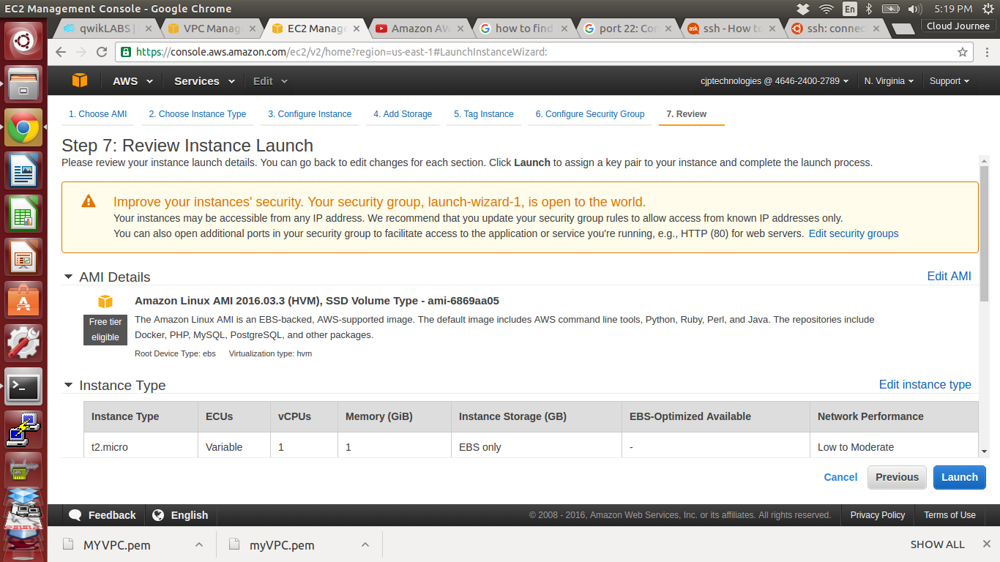 EC2 Management Console - Google Chrome
En
5:19 PM
qwikLABS |
VPC Manag
EC2 Manage
Amazon AW
how to find
port 22: Con
ask
ssh - How to
ssh: connec
Cloud Journee
https://console.aws.amazon.com/ec2/v2/home?region=us-east-1#LaunchInstanceWizard:
AWS
Services
Edit
cjptechnologies @ 4646-2400-2789
N. Virginia
Support
1. Choose AMI
2. Choose Instance Type
3. Configure Instance
4. Add Storage
5. Tag Instance
6. Configure Security Group
7. Review
Step 7: Review Instance Launch
Please review your instance launch details. You can go back to edit changes for each section. Click Launch to assign a key pair to your instance and complete the launch process.
Improve your instances' security. Your security group, launch-wizard-1, is open to the world.
Your instances may be accessible from any IP address. We recommend that you update your security group rules to allow access from known IP addresses only.
You can also open additional ports in your security group to facilitate access to the application or service you're running, e.g., HTTP (80) for web servers. Edit security groups
AMI Details
Edit AMI
Free tier
eligible
Amazon Linux AMI 2016.03.3 (HVM), SSD Volume Type - ami-6869aa05
The Amazon Linux AMI is an EBS-backed, AWS-supported image. The default image includes AWS command line tools, Python, Ruby, Perl, and Java. The repositories include
Docker, PHP, MySQL, PostgreSQL, and other packages.
Root Device Type: ebs Virtualization type: hvm
Instance Type
Edit instance type
Instance Type ECUs vCPUs Memory (GiB) Instance Storage (GB) EBS-Optimized Available Network Performance
t2.micro Variable 1 1 EBS only - Low to Moderate
Cancel
Previous
Launch
Feedback
English
© 2008 - 2016, Amazon Web Services, Inc. or its affiliates. All rights reserved.
Privacy Policy
Terms of Use
MYVPC.pem
myVPC.pem
SHOW ALL